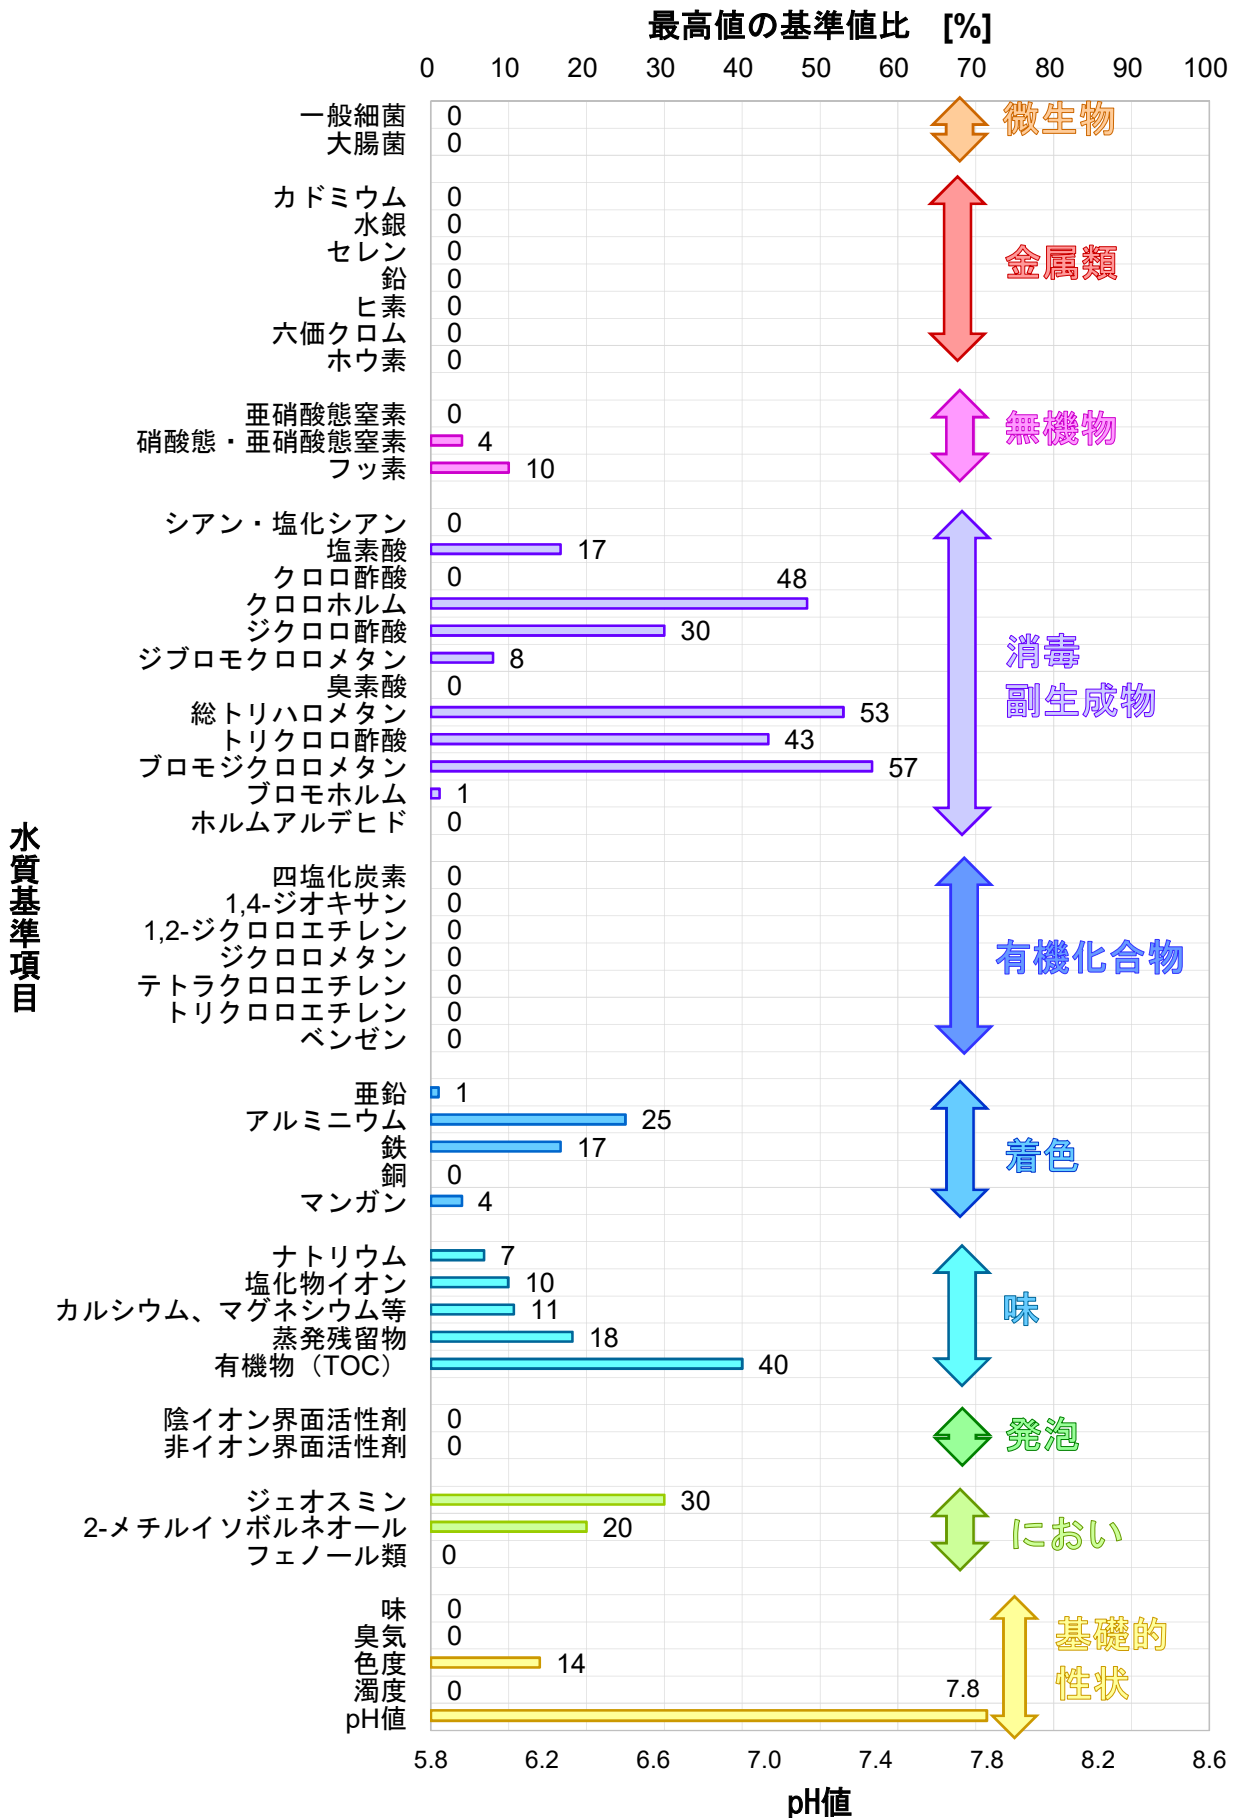 最高値の基準値比 [%]
0 10 20 30 40 50 60 70 80 90 100
一般細菌 0
大腸菌 0
微生物
カドミウム 0
水銀 0
セレン 0
鉛 0
ヒ素 0
六価クロム 0
ホウ素 0
金属類
亜硝酸態窒素 0
硝酸態・亜硝酸態窒素 4
フッ素 10
無機物
シアン・塩化シアン 0
塩素酸 17
クロロ酢酸 0
クロロホルム 48
ジクロロ酢酸 30
ジブロモクロロメタン 8
臭素酸 0
総トリハロメタン 53
トリクロロ酢酸 43
ブロモジクロロメタン 57
ブロモホルム 1
ホルムアルデヒド 0
消毒
副生成物
四塩化炭素 0
1,4-ジオキサン 0
1,2-ジクロロエチレン 0
ジクロロメタン 0
テトラクロロエチレン 0
トリクロロエチレン 0
ベンゼン 0
有機化合物
亜鉛 1
アルミニウム 25
鉄 17
銅 0
マンガン 4
着色
ナトリウム 7
塩化物イオン 10
カルシウム、マグネシウム等 11
蒸発残留物 18
有機物（TOC） 40
味
陰イオン界面活性剤 0
非イオン界面活性剤 0
発泡
ジェオスミン 30
2-メチルイソボルネオール 20
フェノール類 0
におい
味 0
臭気 0
色度 14
濁度 0
pH値 7.8
基礎的
性状
水質基準項目
5.8 6.2 6.6 7.0 7.4 7.8 8.2 8.6
pH値